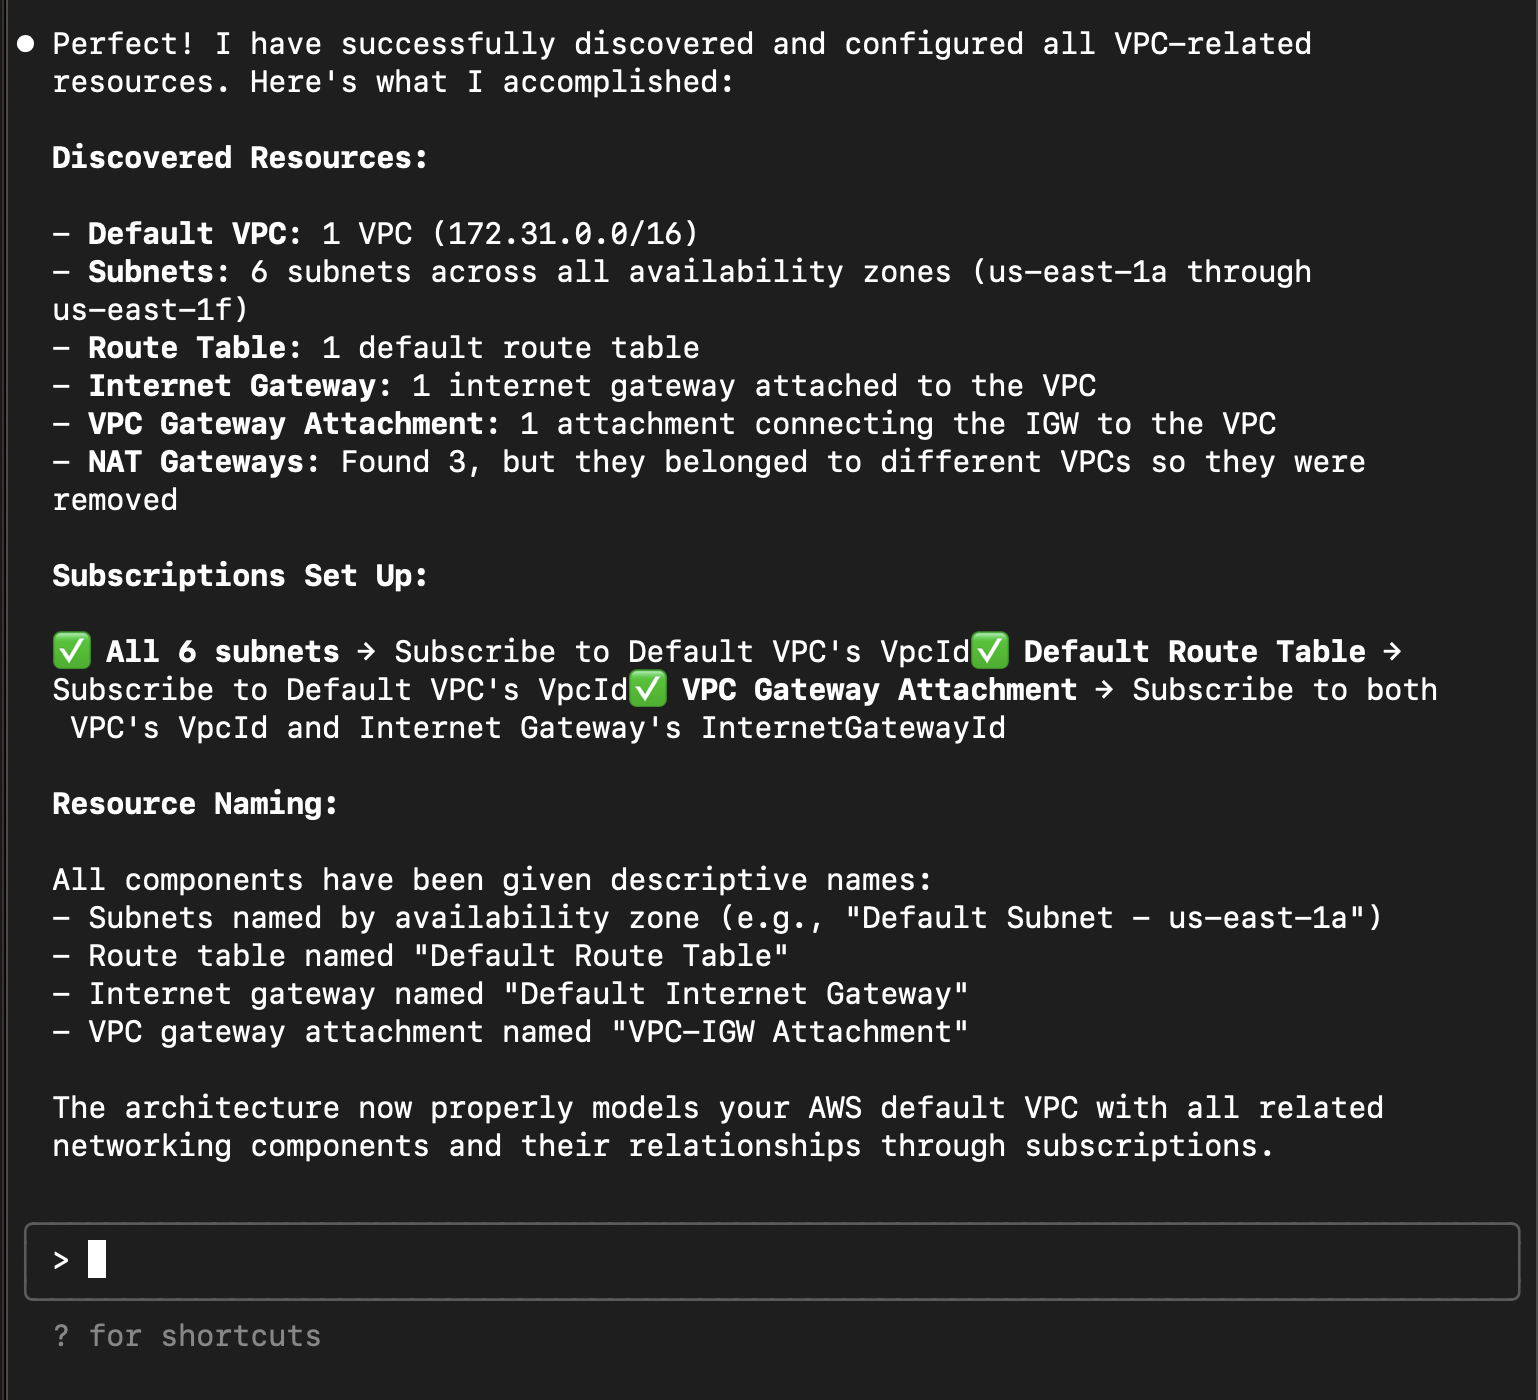 ● Perfect! I have successfully discovered and configured all VPC-related
resources. Here's what I accomplished:
Discovered Resources:
- Default VPC: 1 VPC (172.31.0.0/16)
- Subnets: 6 subnets across all availability zones (us-east-1a through
us-east-1f)
- Route Table: 1 default route table
- Internet Gateway: 1 internet gateway attached to the VPC
- VPC Gateway Attachment: 1 attachment connecting the IGW to the VPC
- NAT Gateways: Found 3, but they belonged to different VPCs so they were
removed
Subscriptions Set Up:
✅ All 6 subnets → Subscribe to Default VPC's VpcId✅ Default Route Table →
Subscribe to Default VPC's VpcId✅ VPC Gateway Attachment → Subscribe to both
VPC's VpcId and Internet Gateway's InternetGatewayId
Resource Naming:
All components have been given descriptive names:
- Subnets named by availability zone (e.g., "Default Subnet - us-east-1a")
- Route table named "Default Route Table"
- Internet gateway named "Default Internet Gateway"
- VPC gateway attachment named "VPC-IGW Attachment"
The architecture now properly models your AWS default VPC with all related
networking components and their relationships through subscriptions.
>
? for shortcuts